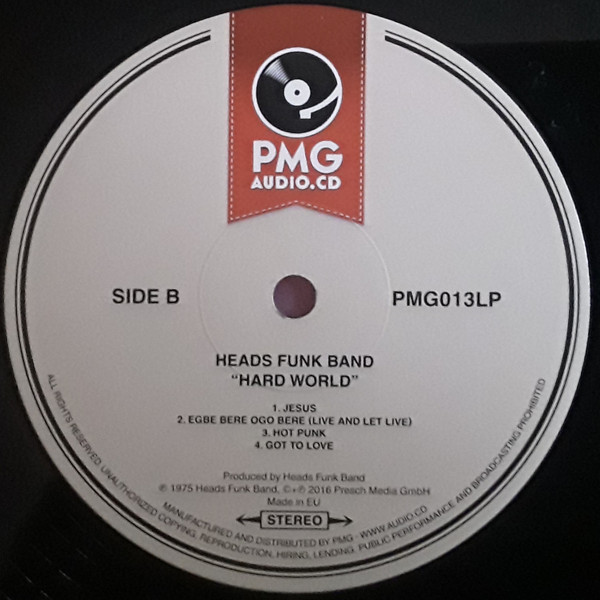 PMG
AUDIO.CD
SIDE B
PMG013LP
HEADS FUNK BAND
“HARD WORLD”
1. JESUS
2. EGBE BERE OGO BERE (LIVE AND LET LIVE)
3. HOT PUNK
4. GOT TO LOVE
Produced by Heads Funk Band
℗ 1975 Heads Funk Band, ©+℗ 2016 Presch Media GmbH
Made in EU
STEREO
MANUFACTURED AND DISTRIBUTED BY PMG - WWW.AUDIO.CD
ALL RIGHTS RESERVED. UNAUTHORIZED COPYING, REPRODUCTION, HIRING, LENDING, PUBLIC PERFORMANCE AND BROADCASTING PROHIBITED